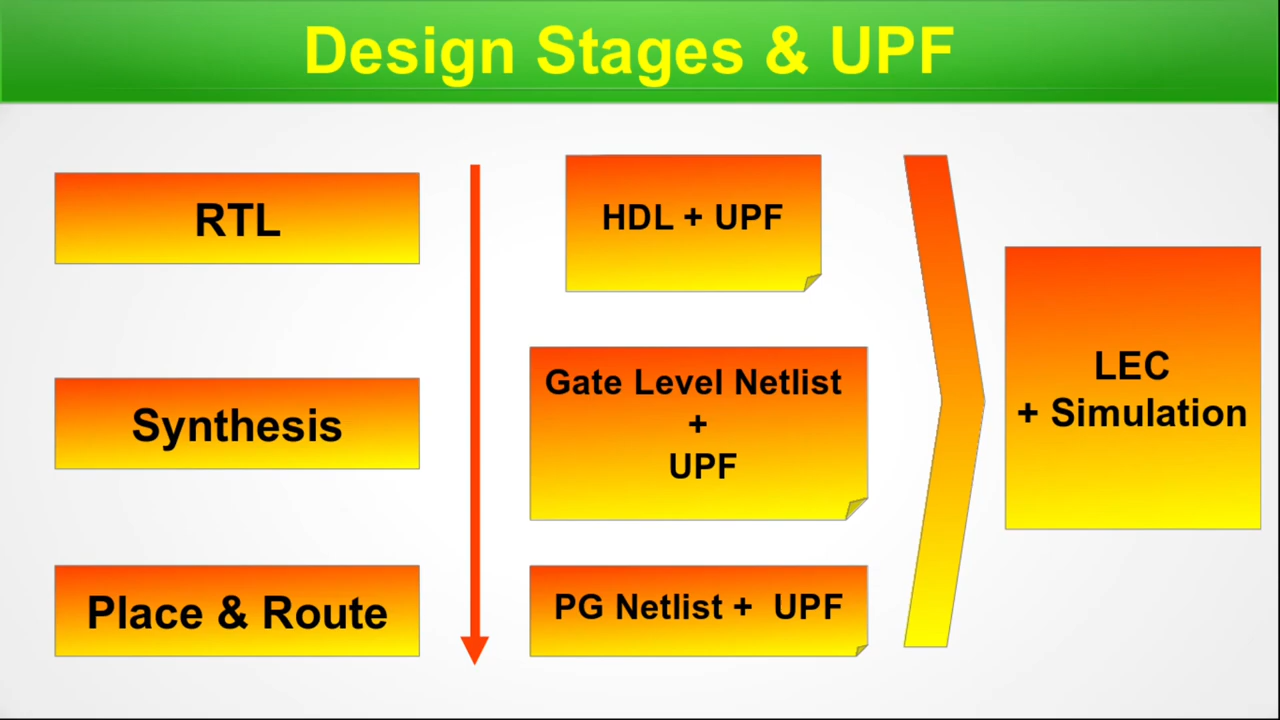 Design Stages & UPF
RTL
HDL + UPF
Synthesis
Gate Level Netlist
+
UPF
Place & Route
PG Netlist + UPF
LEC
+ Simulation